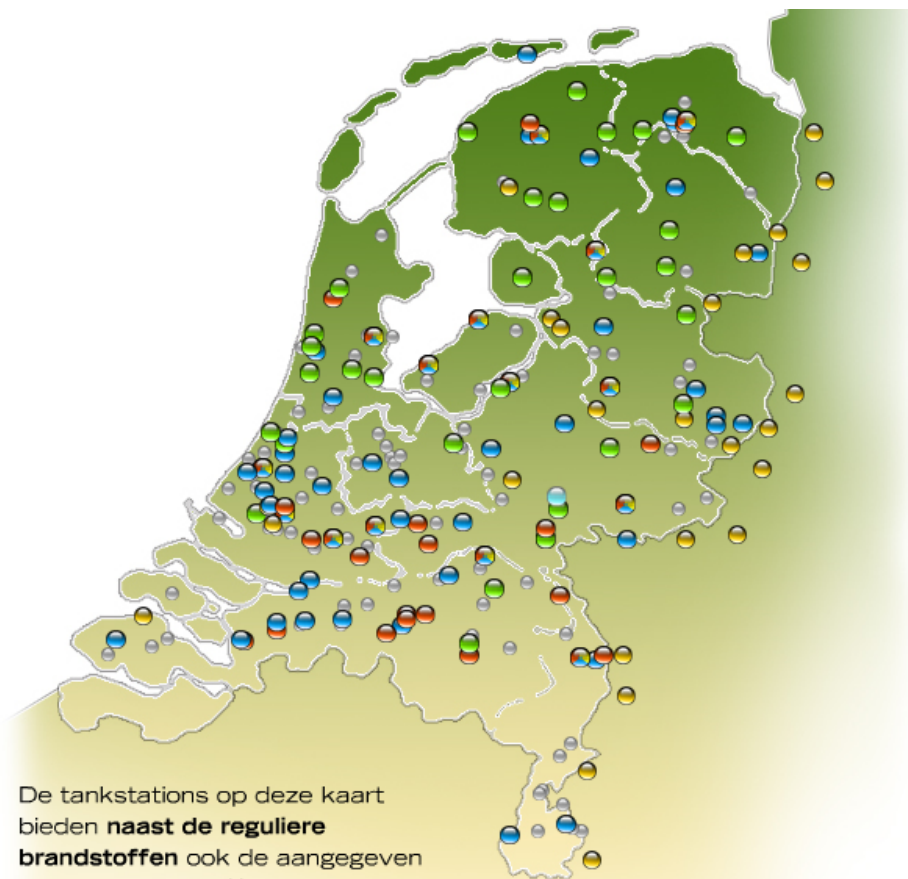 De tankstations op deze kaart
bieden naast de reguliere
brandstoffen ook de aangegeven